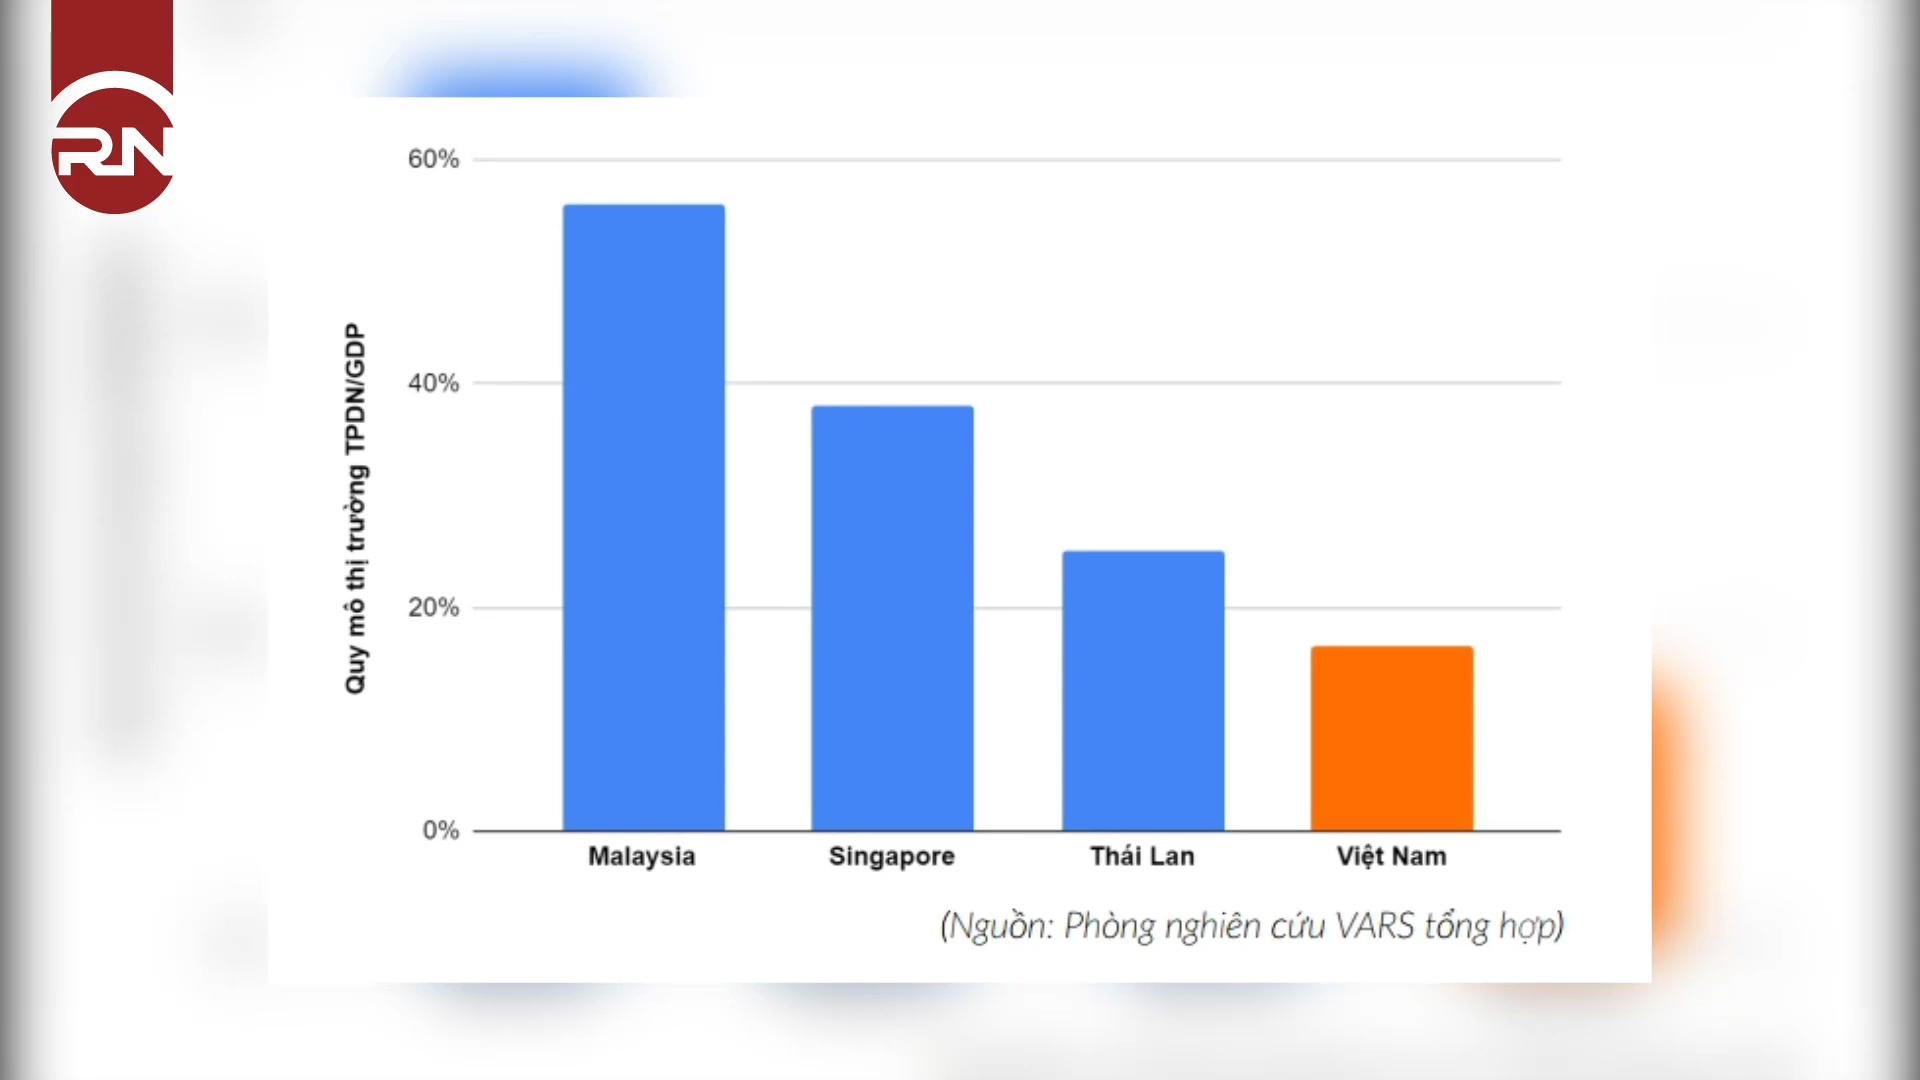 RN
60%
40%
20%
0%
Quy mô thị trường TPDN/GDP
Malaysia
Singapore
Thái Lan
Việt Nam
(Nguồn: Phòng nghiên cứu VARS tổng hợp)